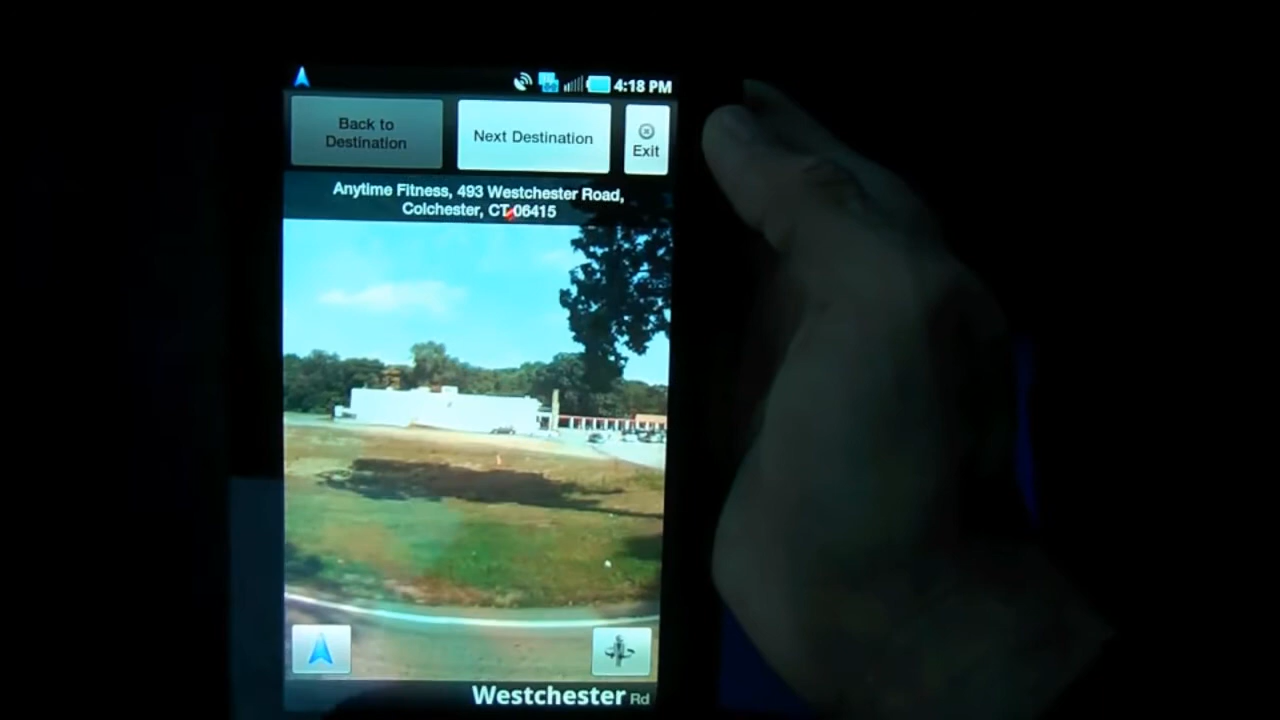 4:18 PM
Back to
Destination
Next Destination
Exit
Anytime Fitness, 493 Westchester Road,
Colchester, CT 06415
Westchester Rd